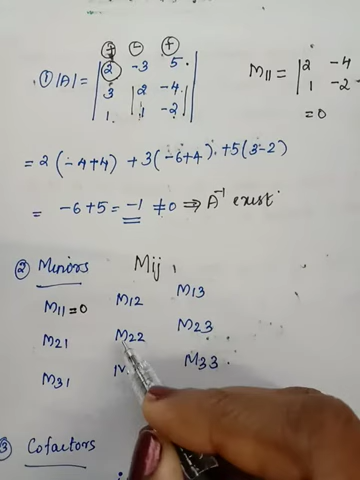 + - +
① |A| = | 2 -3 5 |
| 3 2 -4 |
| 1 1 -2 |
M11 = | 2 -4
1 -2
= 0
= 2(-4+4) +3(-6+4) +5(3-2)
= -6+5 = -1 ≠0 ⇒ A⁻¹ exist
② Minors Mij
M11 = 0 M12 M13
M21 M22 M23
M31 M33
③ Cofactors